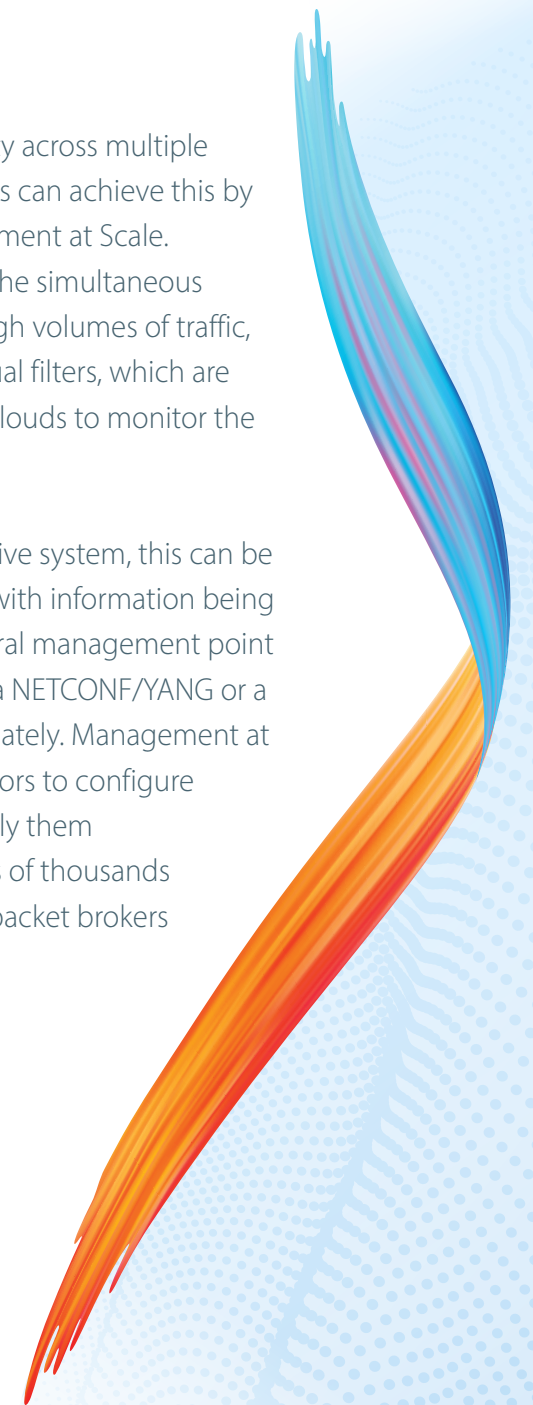 y across multiple
s can achieve this by
ment at Scale.
he simultaneous
gh volumes of traffic,
ual filters, which are
louds to monitor the
ive system, this can be
with information being
ral management point
a NETCONF/YANG or a
ately. Management at
ors to configure
ly them
s of thousands
packet brokers